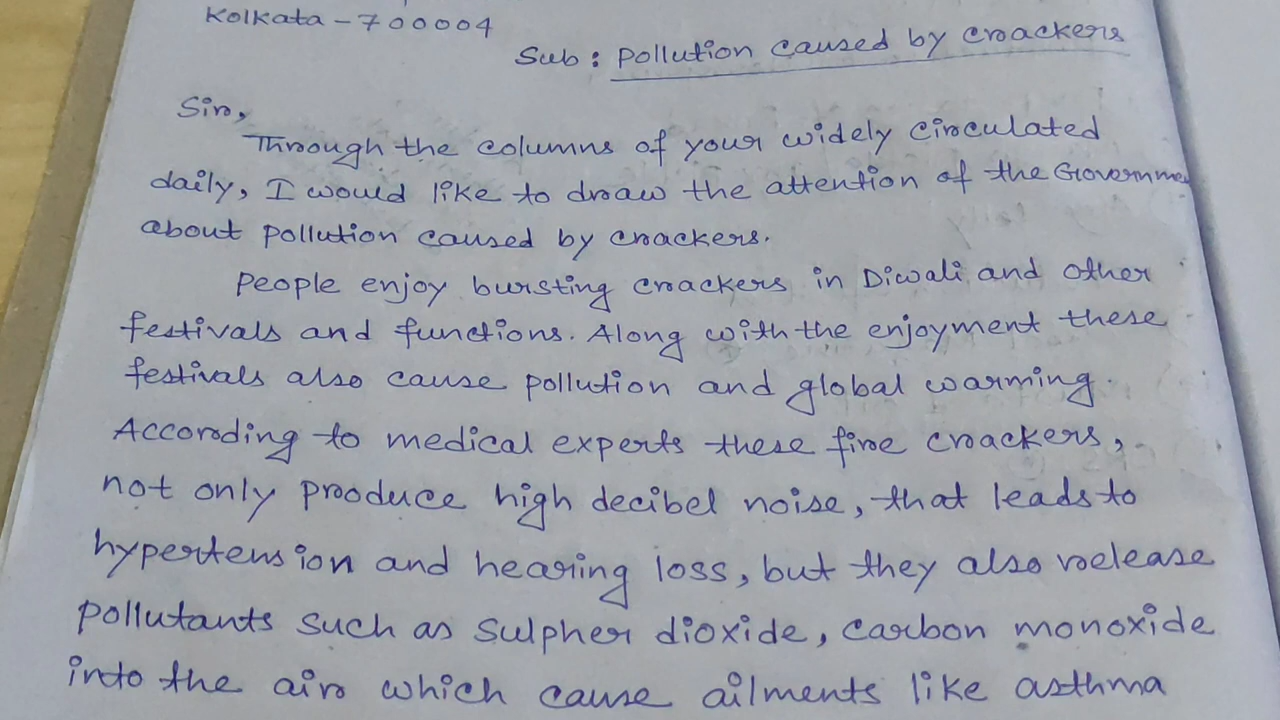 Kolkata - 700004
Sub: Pollution caused by crackers
Sir,
Through the columns of your widely circulated
daily, I would like to draw the attention of the Governme
about pollution caused by crackers.
People enjoy bursting crackers in Diwali and other
festivals and functions. Along with the enjoyment these
festivals also cause pollution and global warming.
According to medical experts these fire crackers,
not only produce high decibel noise, that leads to
hypertension and hearing loss, but they also release
pollutants such as Sulpher dioxide, carbon monoxide
into the air which cause ailments like asthma